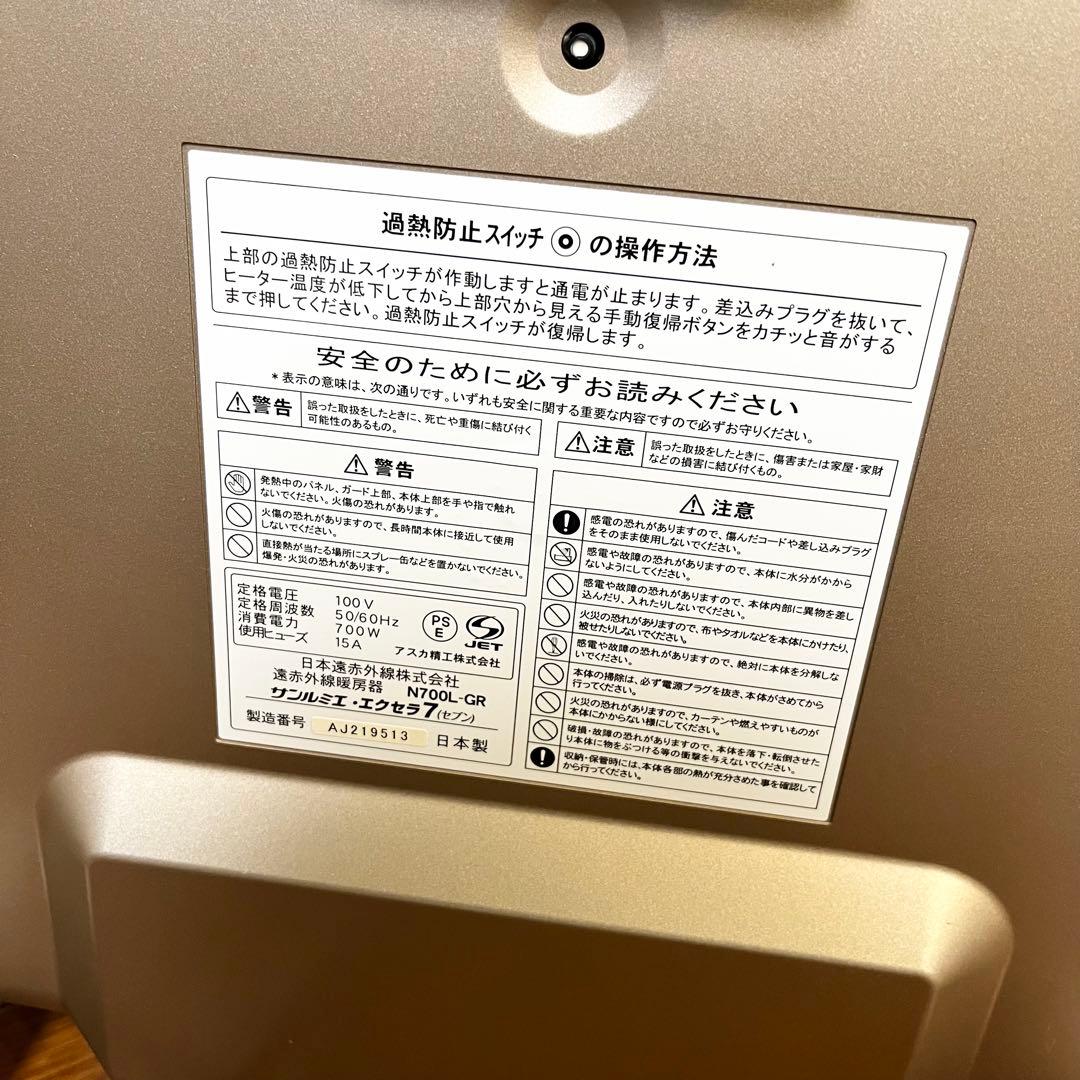 過熱防止スイッチ ◎ の操作方法
上部の過熱防止スイッチが作動しますと通電が止まります。差込みプラグを抜いて、
ヒーター温度が低下してから上部穴から見える手動復帰ボタンをカチッと音がする
まで押してください。過熱防止スイッチが復帰します。
安全のために必ずお読みください
*表示の意味は、次の通りです。いずれも安全に関する重要な内容ですので必ずお守りください。
警告
誤った取扱をしたときに、死亡や重傷に結び付く
可能性のあるもの。
注意
誤った取扱をしたときに、傷害または家屋・家財
などの損害に結び付くもの。
警告
発熱中のパネル、ガード上部、本体上部を手や指で触れ
ないでください。火傷の恐れがあります。
火傷の恐れがありますので、長時間本体に接近して使用
しないでください。
直接熱が当たる場所にスプレー缶などを置かないでください。
爆発・火災の恐れがあります。
定格電圧 100V
定格周波数 50/60Hz
消費電力 700W
使用ヒューズ 15A
PS
E
JET
アスカ精工株式会社
日本遠赤外線株式会社
遠赤外線暖房器 N700L-GR
サンルミエ・エクセラ7(セブン)
製造番号 AJ219513 日本製
注意
感電の恐れがありますので、傷んだコードや差し込みプラグ
をそのまま使用しないでください。
感電や故障の恐れがありますので、本体に水分がかから
ないようにしてください。
感電や故障の恐れがありますので、本体内部に異物を差し
込んだり、入れたりしないでください。
火災の恐れがありますので、布やタオルなどを本体にかけたり、
被せたりしないでください。
感電や故障の恐れがありますので、絶対に本体を分解しな
いでください。
本体の掃除は、必ず電源プラグを抜き、本体がさめてから
行ってください。
火災の恐れがありますので、カーテンや燃えやすいものが
本体にかからない様にしてください。
破損・故障の恐れがありますので、本体を落下・転倒させた
り本体に物をぶつける等の衝撃を与えないでください。
収納・保管時には、本体各部の熱が充分さめた事を確認して
から行ってください。